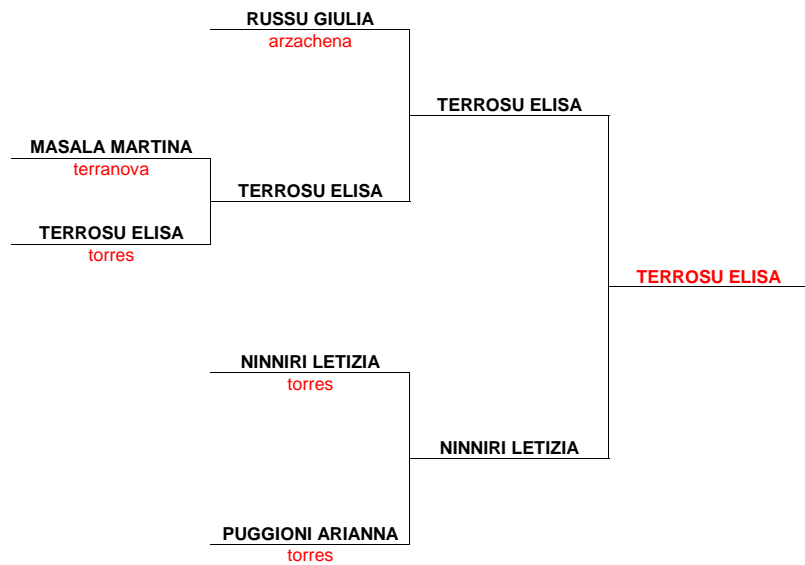 RUSSU GIULIA
arzachena
TERROSU ELISA
MASALA MARTINA
terranova
TERROSU ELISA
TERROSU ELISA
torres
TERROSU ELISA
NINNIRI LETIZIA
torres
NINNIRI LETIZIA
PUGGIONI ARIANNA
torres